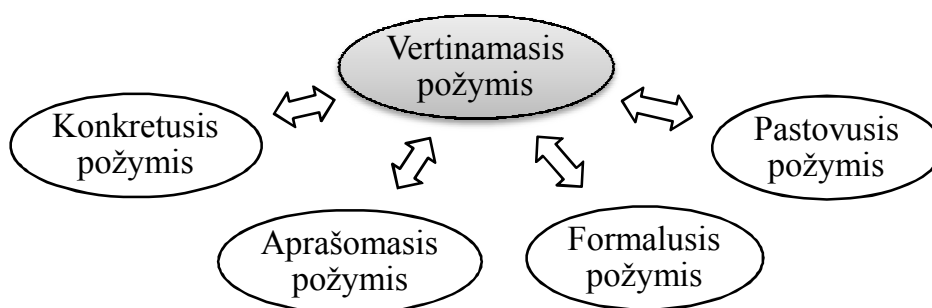 Vertinamasis
požymis
Konkretusis
požymis
Pastovusis
požymis
Aprašomasis
požymis
Formalusis
požymis